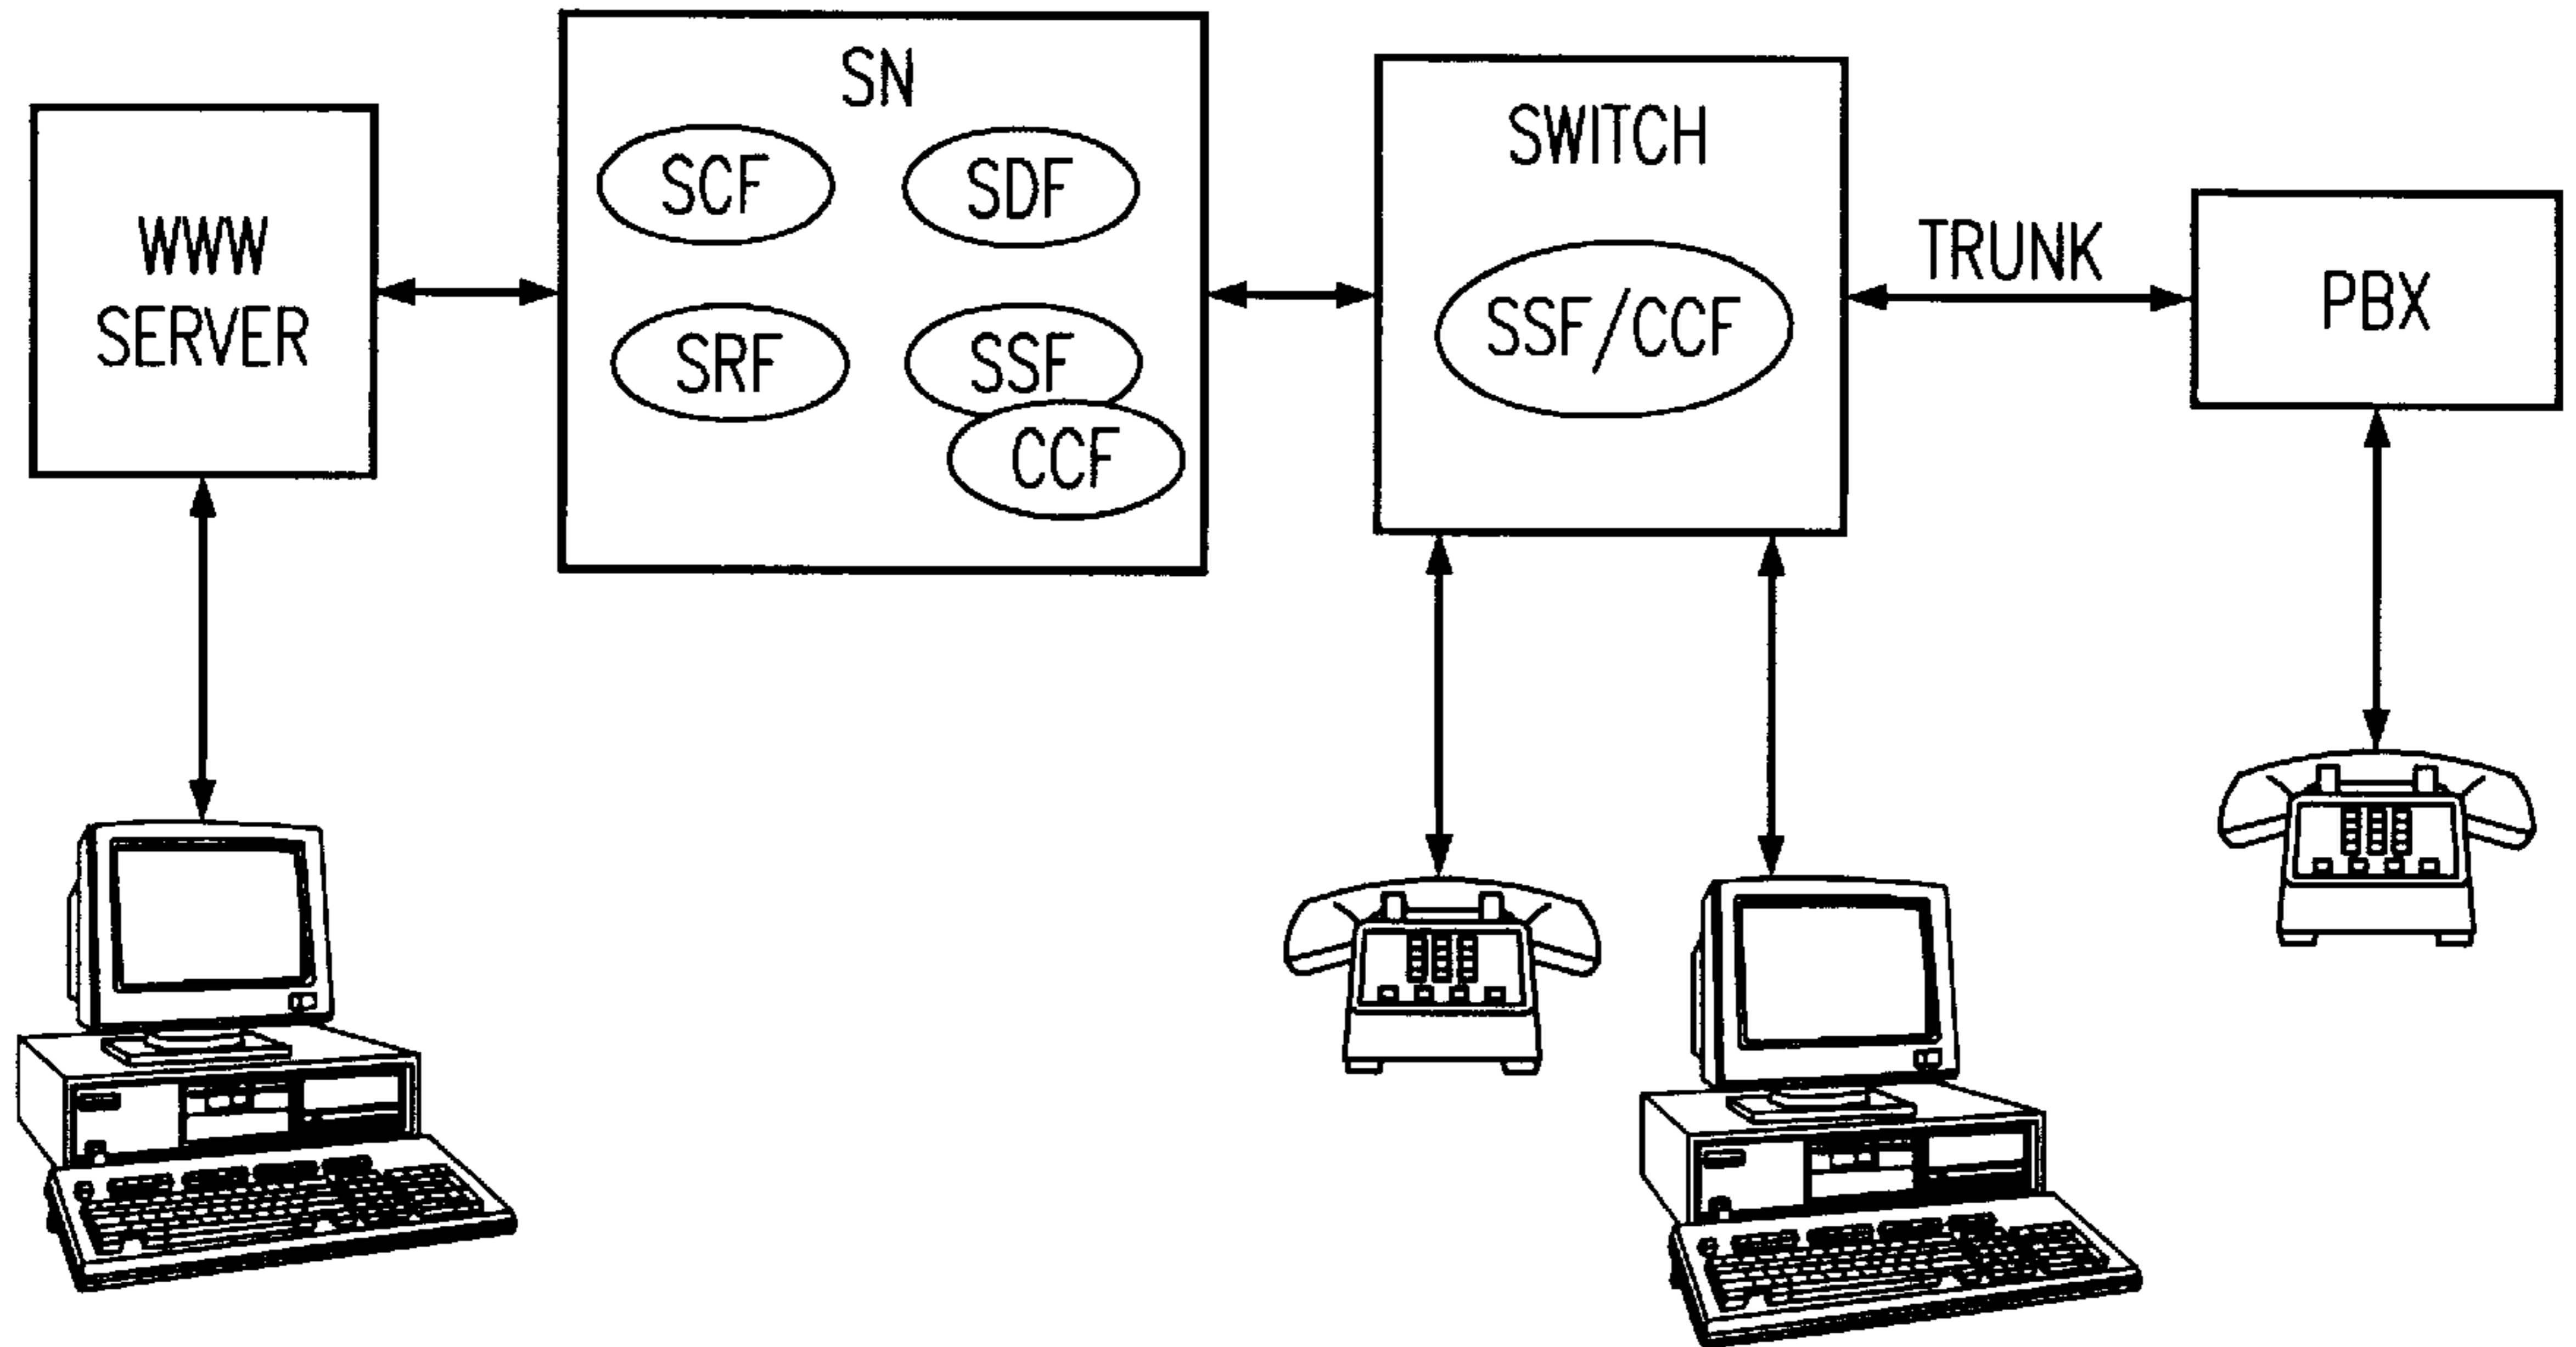 WWW
SERVER
SN
SCF
SDF
SRF
SSF
CCF
SWITCH
SSF/CCF
TRUNK
PBX